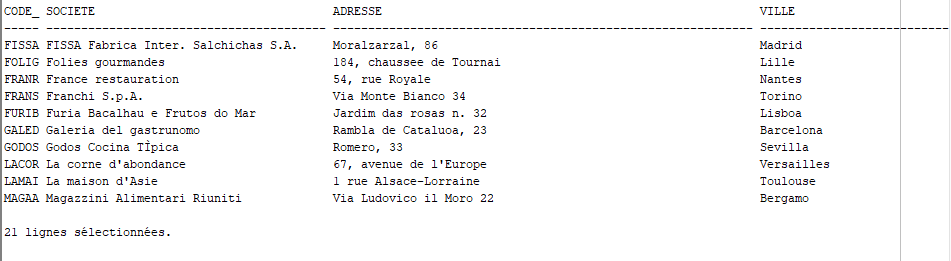 CODE_ SOCIETE ADRESSE VILLE
----- ---------------------------------------- ------------------------------------------------------------- ---------------------------
FISSA FISSA Fabrica Inter. Salchichas S.A. Moralzarzal, 86 Madrid
FOLIG Folies gourmandes 184, chaussee de Tournai Lille
FRANR France restauration 54, rue Royale Nantes
FRANS Franchi S.p.A. Via Monte Bianco 34 Torino
FURIB Furia Bacalhau e Frutos do Mar Jardim das rosas n. 32 Lisboa
GALED Galeria del gastrunomo Rambla de Cataluoa, 23 Barcelona
GODOS Godos Cocina TÌpica Romero, 33 Sevilla
LACOR La corne d'abondance 67, avenue de l'Europe Versailles
LAMAI La maison d'Asie 1 rue Alsace-Lorraine Toulouse
MAGAA Magazzini Alimentari Riuniti Via Ludovico il Moro 22 Bergamo
21 lignes sélectionnées.